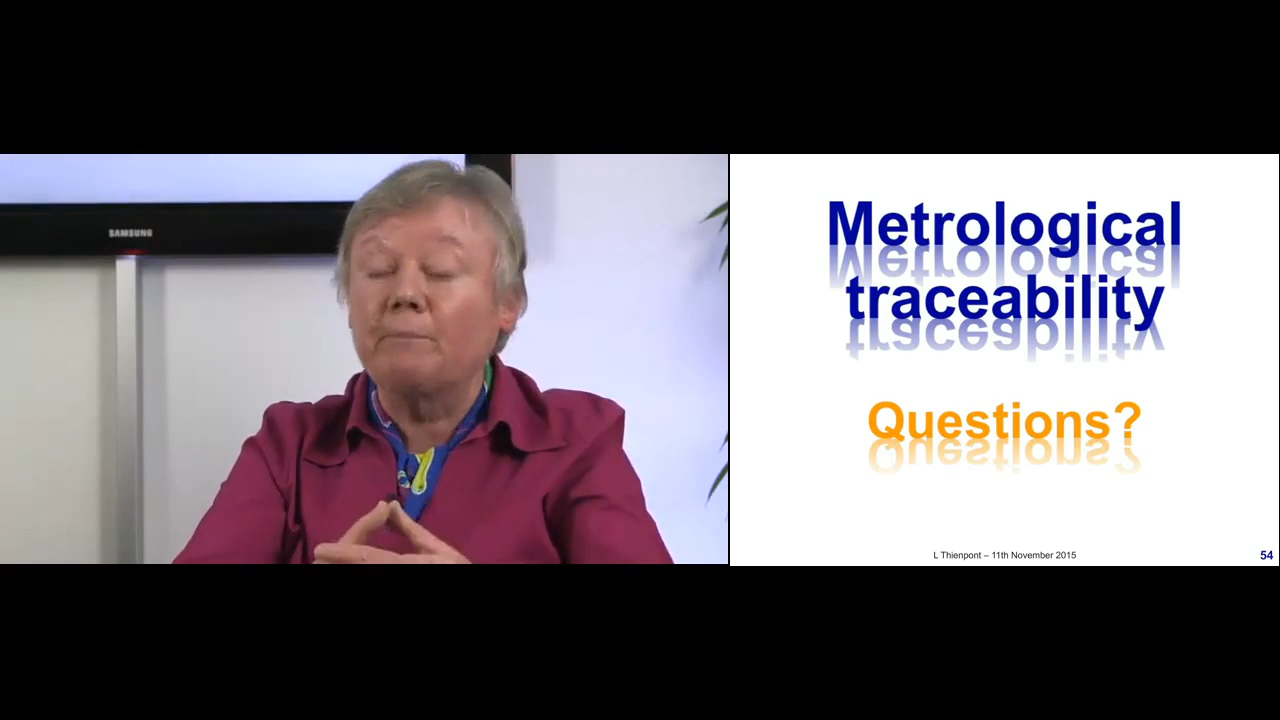 SAMSUNG
Metrological
traceability
Questions?
L Thienpont – 11th November 2015
54